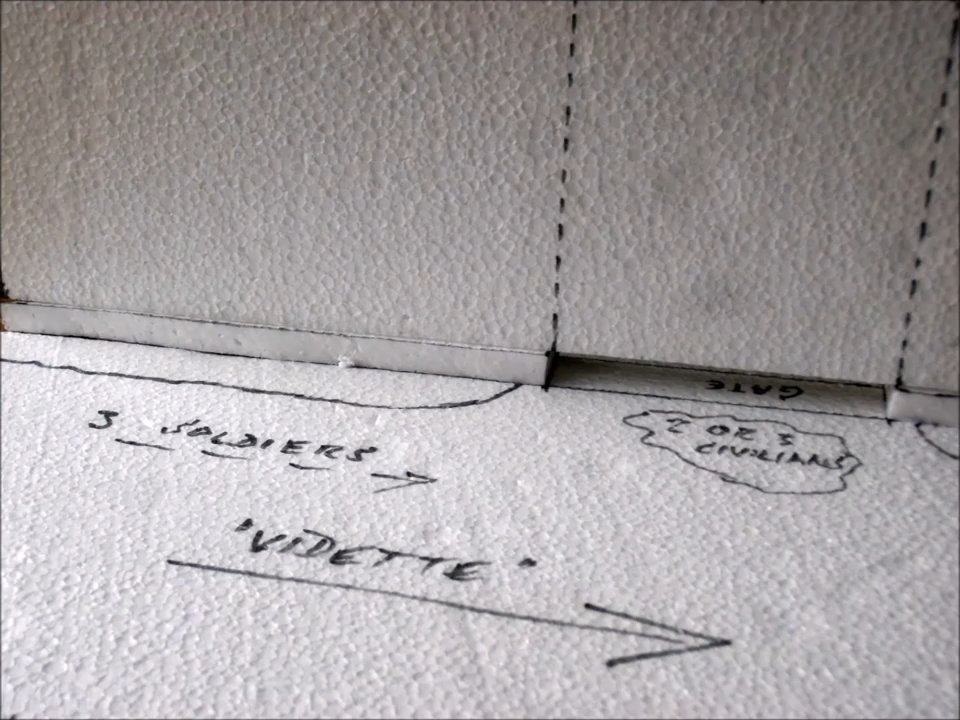 GATE
2 OR 3
CIVILIANS
3 SOLDIERS
"VIDETTE"